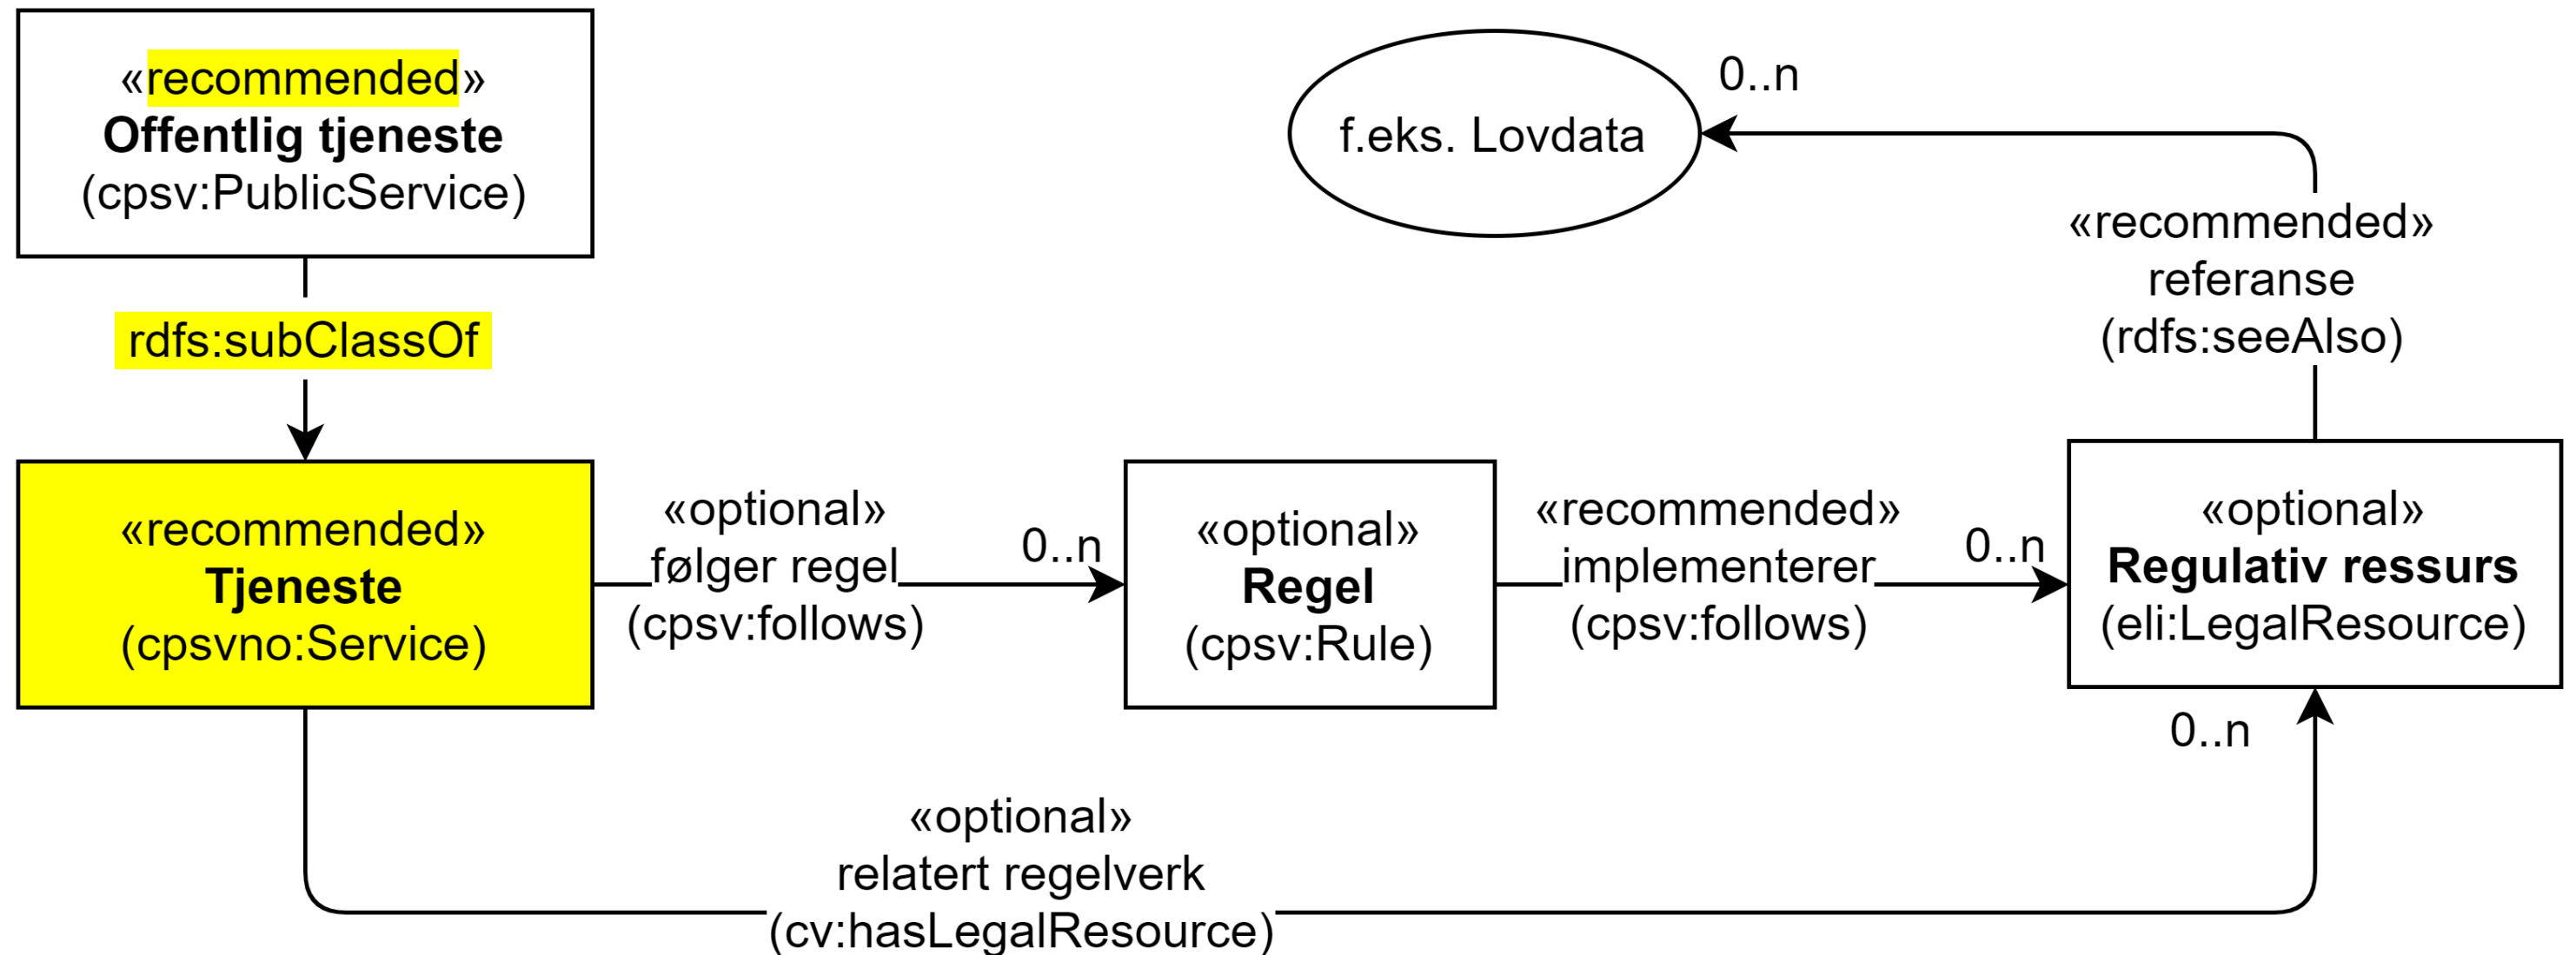 «recommended»
Offentlig tjeneste
(cpsv:PublicService)
f.eks. Lovdata
0..n
«recommended»
referanse
(rdfs:seeAlso)
rdfs:subClassOf
«recommended»
Tjeneste
(cpsvno:Service)
«optional»
følger regel
(cpsv:follows)
0..n
«optional»
Regel
(cpsv:Rule)
«recommended»
implementerer
(cpsv:follows)
0..n
«optional»
Regulativ ressurs
(eli:LegalResource)
0..n
«optional»
relatert regelverk
(cv:hasLegalResource)